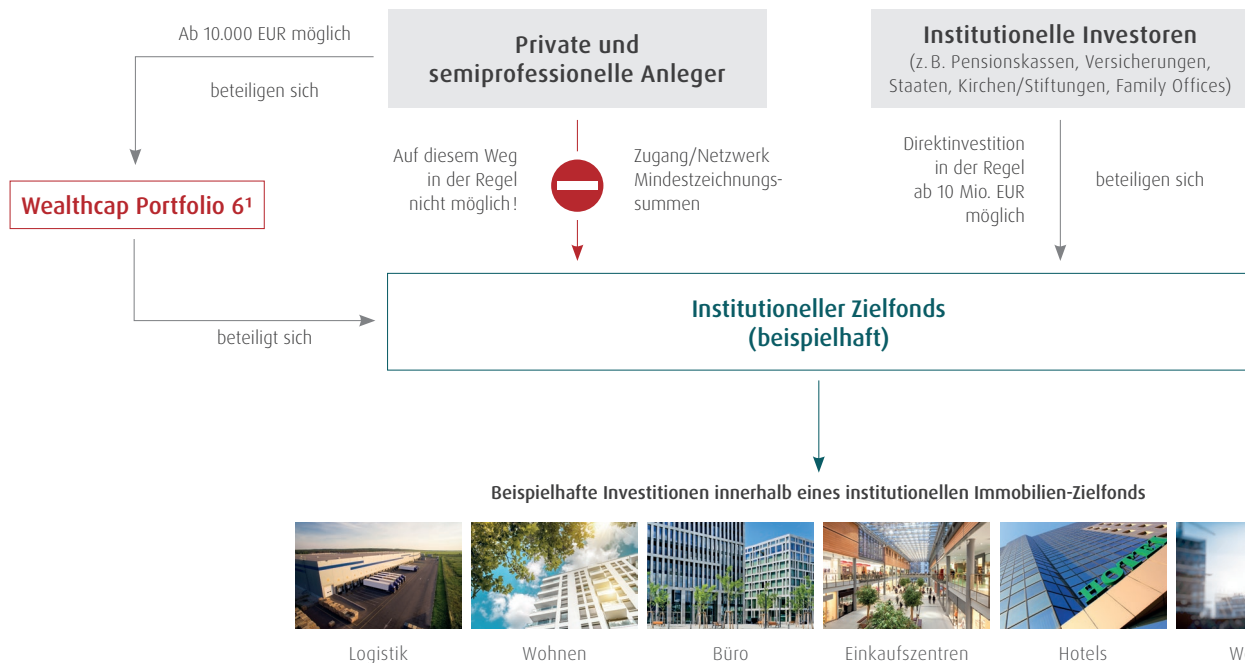 Ab 10.000 EUR möglich
beteiligen sich
Private und
semiprofessionelle Anleger
Institutionelle Investoren
(z. B. Pensionskassen, Versicherungen,
Staaten, Kirchen/Stiftungen, Family Offices)
Auf diesem Weg
in der Regel
nicht möglich!
Zugang/Netzwerk
Mindestzeichnungs-
summen
Direktinvestition
in der Regel
ab 10 Mio. EUR
möglich
beteiligen sich
Wealthcap Portfolio 6¹
beteiligt sich
Institutioneller Zielfonds
(beispielhaft)
Beispielhafte Investitionen innerhalb eines institutionellen Immobilien-Zielfonds
HOTEL
Logistik
Wohnen
Büro
Einkaufszentren
Hotels